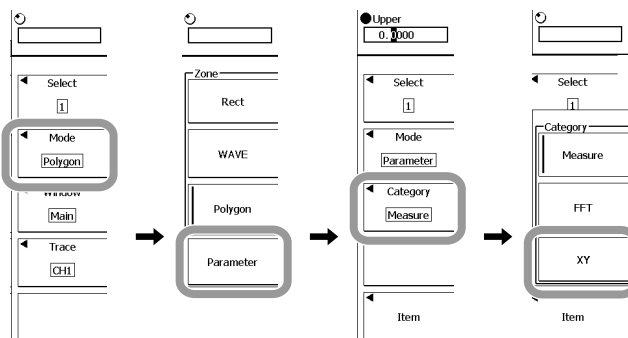 Select
1
Mode
Polygon
Window
Main
Trace
CH1
Zone
Rect
WAVE
Polygon
Parameter
Upper
0.0000
Select
1
Mode
Parameter
Category
Measure
Item
Select
1
Category
Measure
FFT
XY
Item